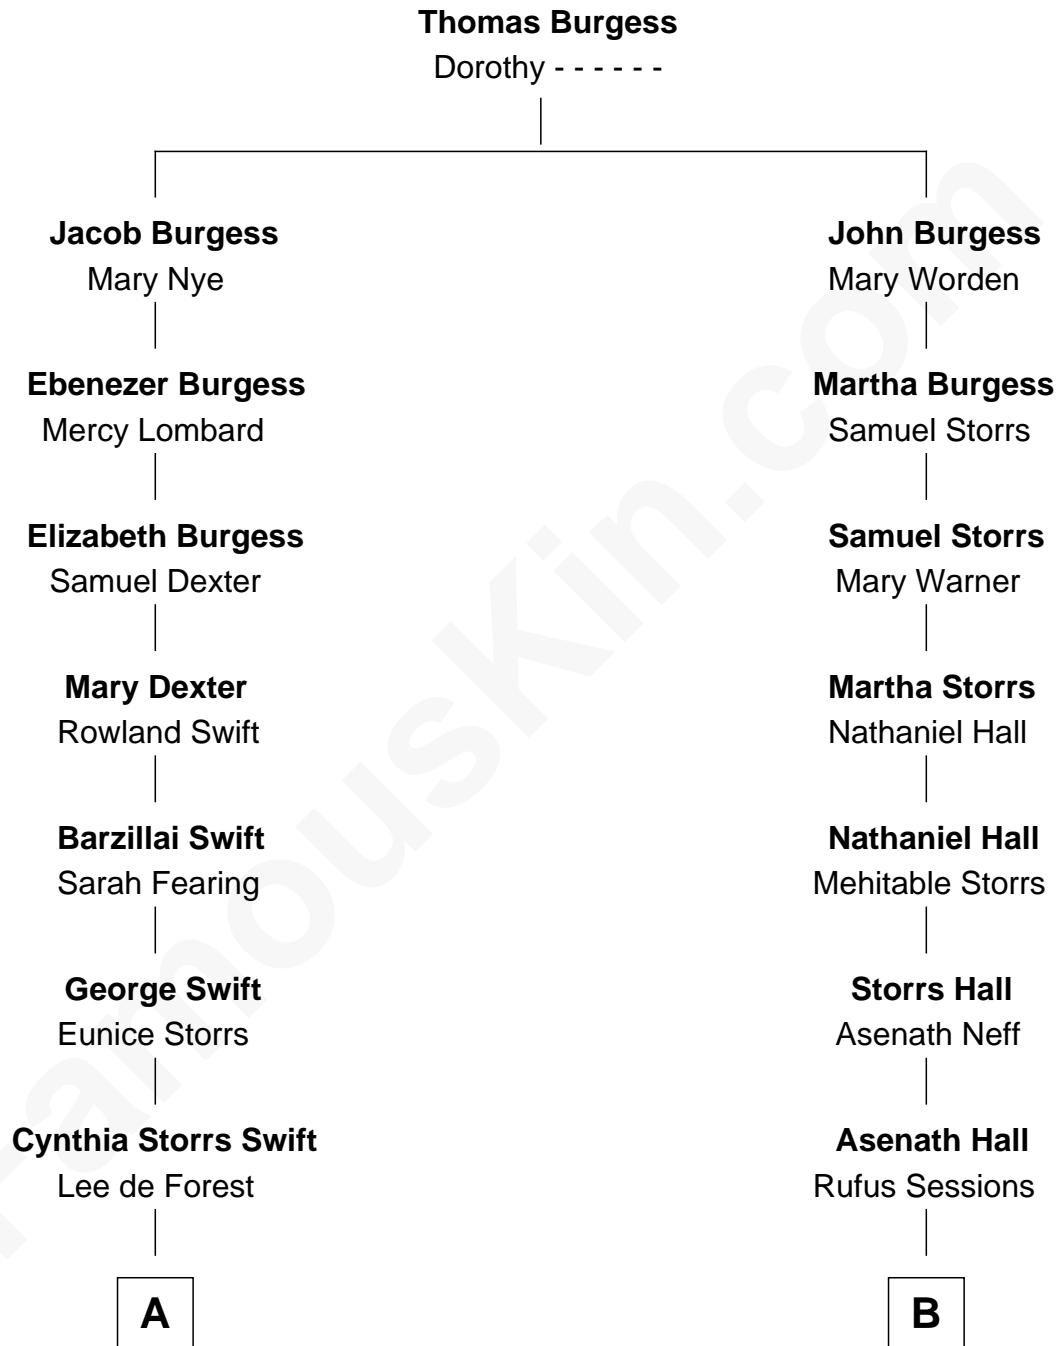 Thomas Burgess
Dorothy - - - - - -
Jacob Burgess
Mary Nye
John Burgess
Mary Worden
Ebenezer Burgess
Mercy Lombard
Martha Burgess
Samuel Storrs
Elizabeth Burgess
Samuel Dexter
Samuel Storrs
Mary Warner
Mary Dexter
Rowland Swift
Martha Storrs
Nathaniel Hall
Barzillai Swift
Sarah Fearing
Nathaniel Hall
Mehitable Storrs
George Swift
Eunice Storrs
Storrs Hall
Asenath Neff
Cynthia Storrs Swift
Lee de Forest
Asenath Hall
Rufus Sessions
A
B
FamousKin.com